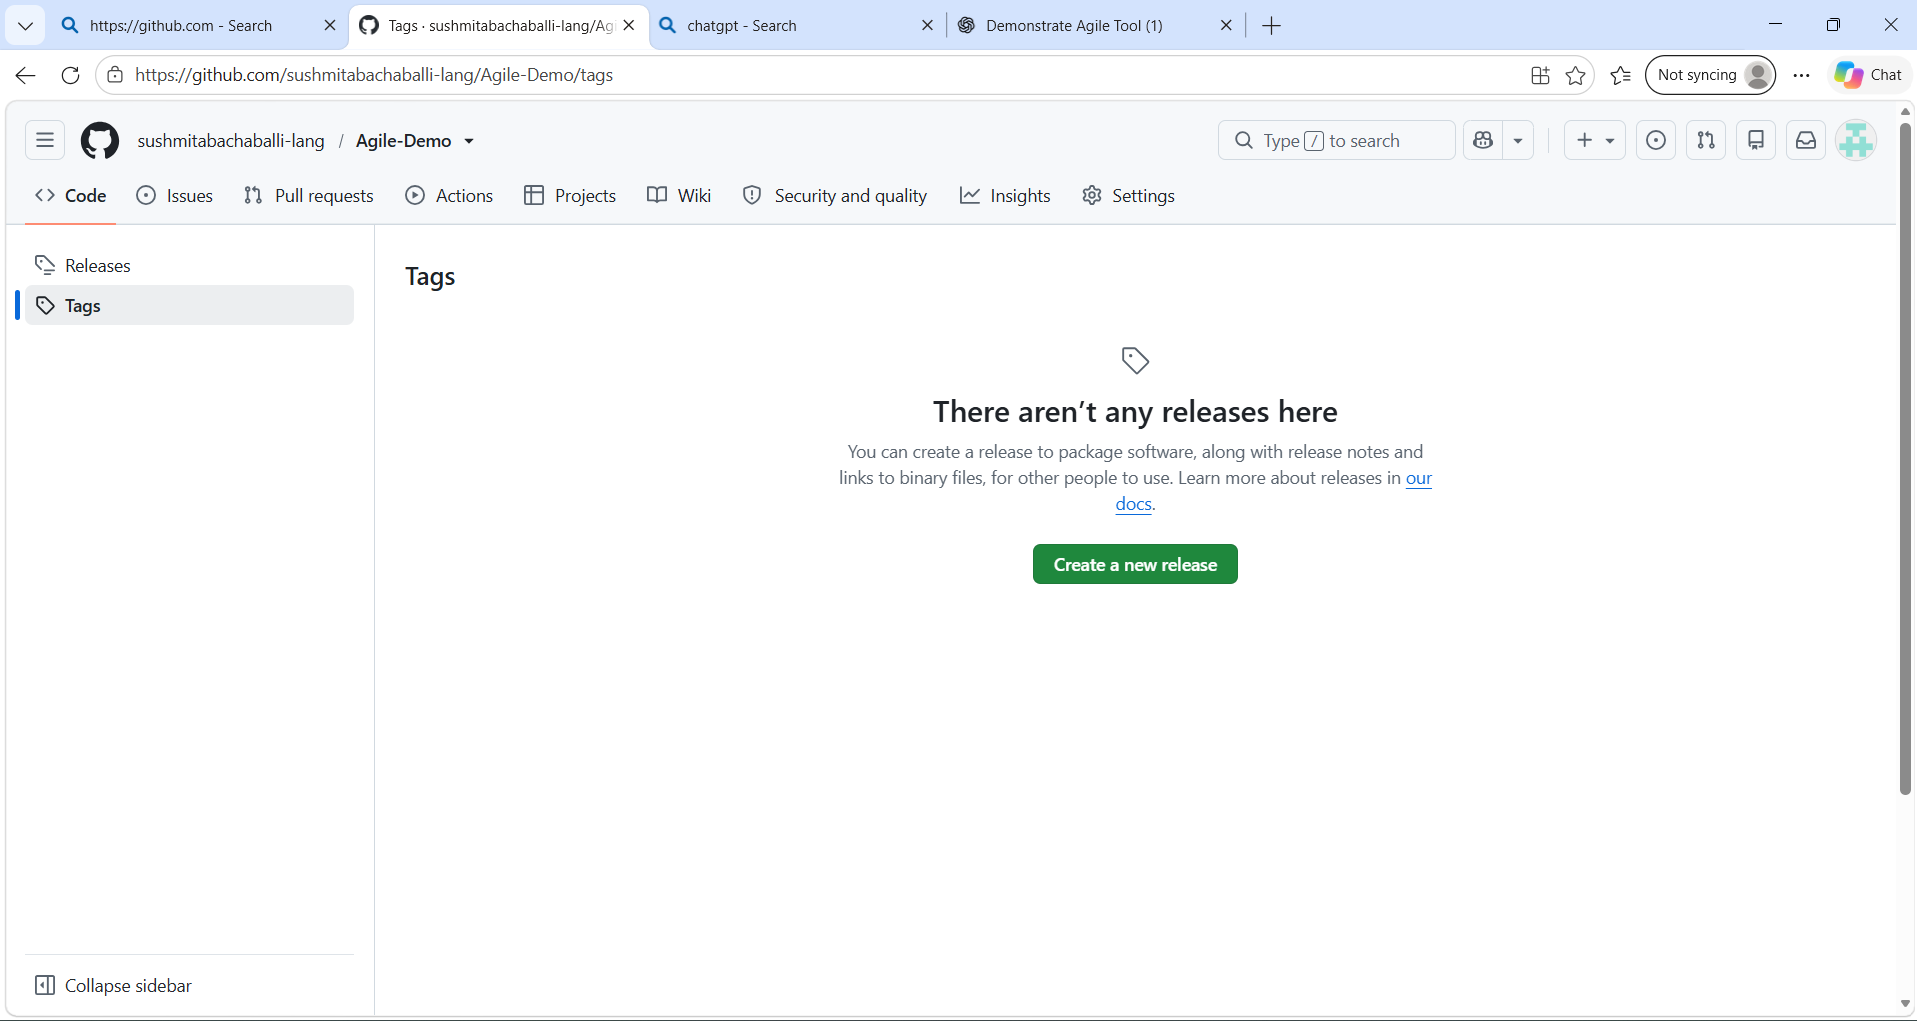 https://github.com - Search
Tags · sushmitabachaballi-lang/Ag
chatgpt - Search
Demonstrate Agile Tool (1)
https://github.com/sushmitabachaballi-lang/Agile-Demo/tags
Not syncing
Chat
sushmitabachaballi-lang / Agile-Demo
Type / to search
Code
Issues
Pull requests
Actions
Projects
Wiki
Security and quality
Insights
Settings
Releases
Tags
Tags
There aren’t any releases here
You can create a release to package software, along with release notes and
links to binary files, for other people to use. Learn more about releases in our
docs.
Create a new release
Collapse sidebar